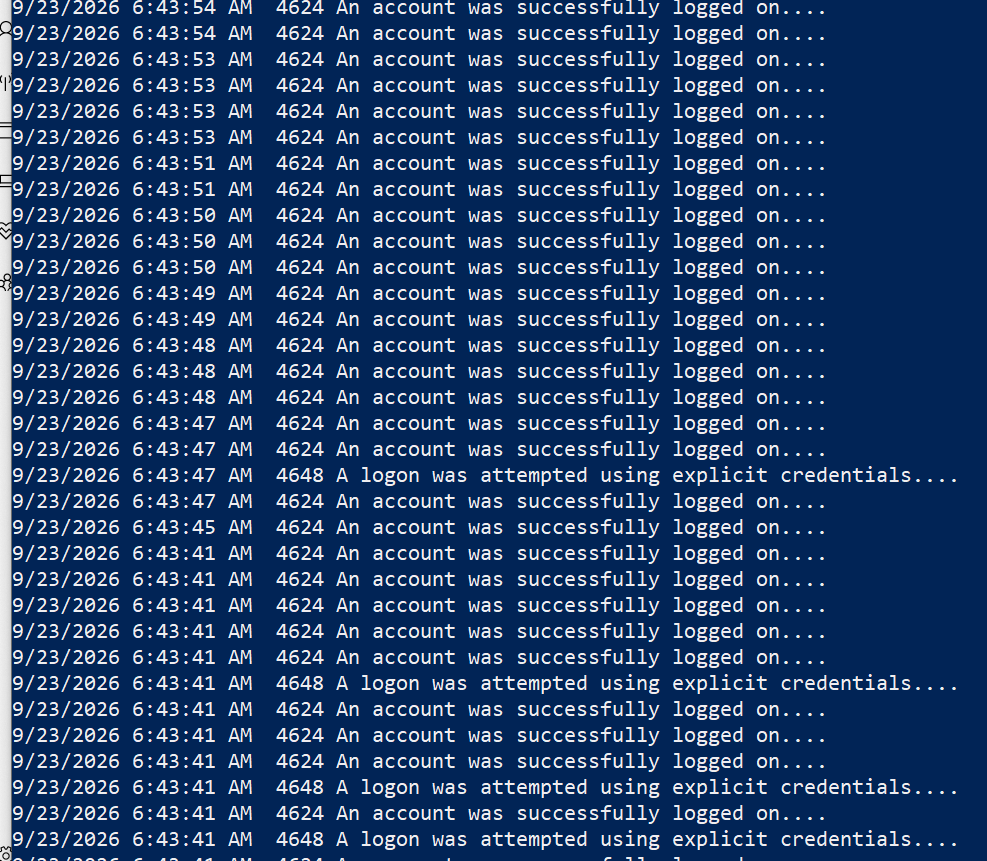 9/23/2026 6:43:54 AM  4624 An account was successfully logged on....
9/23/2026 6:43:54 AM  4624 An account was successfully logged on....
9/23/2026 6:43:53 AM  4624 An account was successfully logged on....
9/23/2026 6:43:53 AM  4624 An account was successfully logged on....
9/23/2026 6:43:53 AM  4624 An account was successfully logged on....
9/23/2026 6:43:53 AM  4624 An account was successfully logged on....
9/23/2026 6:43:51 AM  4624 An account was successfully logged on....
9/23/2026 6:43:51 AM  4624 An account was successfully logged on....
9/23/2026 6:43:50 AM  4624 An account was successfully logged on....
9/23/2026 6:43:50 AM  4624 An account was successfully logged on....
9/23/2026 6:43:50 AM  4624 An account was successfully logged on....
9/23/2026 6:43:49 AM  4624 An account was successfully logged on....
9/23/2026 6:43:49 AM  4624 An account was successfully logged on....
9/23/2026 6:43:48 AM  4624 An account was successfully logged on....
9/23/2026 6:43:48 AM  4624 An account was successfully logged on....
9/23/2026 6:43:48 AM  4624 An account was successfully logged on....
9/23/2026 6:43:47 AM  4624 An account was successfully logged on....
9/23/2026 6:43:47 AM  4624 An account was successfully logged on....
9/23/2026 6:43:47 AM  4648 A logon was attempted using explicit credentials....
9/23/2026 6:43:47 AM  4624 An account was successfully logged on....
9/23/2026 6:43:45 AM  4624 An account was successfully logged on....
9/23/2026 6:43:41 AM  4624 An account was successfully logged on....
9/23/2026 6:43:41 AM  4624 An account was successfully logged on....
9/23/2026 6:43:41 AM  4624 An account was successfully logged on....
9/23/2026 6:43:41 AM  4624 An account was successfully logged on....
9/23/2026 6:43:41 AM  4624 An account was successfully logged on....
9/23/2026 6:43:41 AM  4648 A logon was attempted using explicit credentials....
9/23/2026 6:43:41 AM  4624 An account was successfully logged on....
9/23/2026 6:43:41 AM  4624 An account was successfully logged on....
9/23/2026 6:43:41 AM  4624 An account was successfully logged on....
9/23/2026 6:43:41 AM  4648 A logon was attempted using explicit credentials....
9/23/2026 6:43:41 AM  4624 An account was successfully logged on....
9/23/2026 6:43:41 AM  4648 A logon was attempted using explicit credentials....